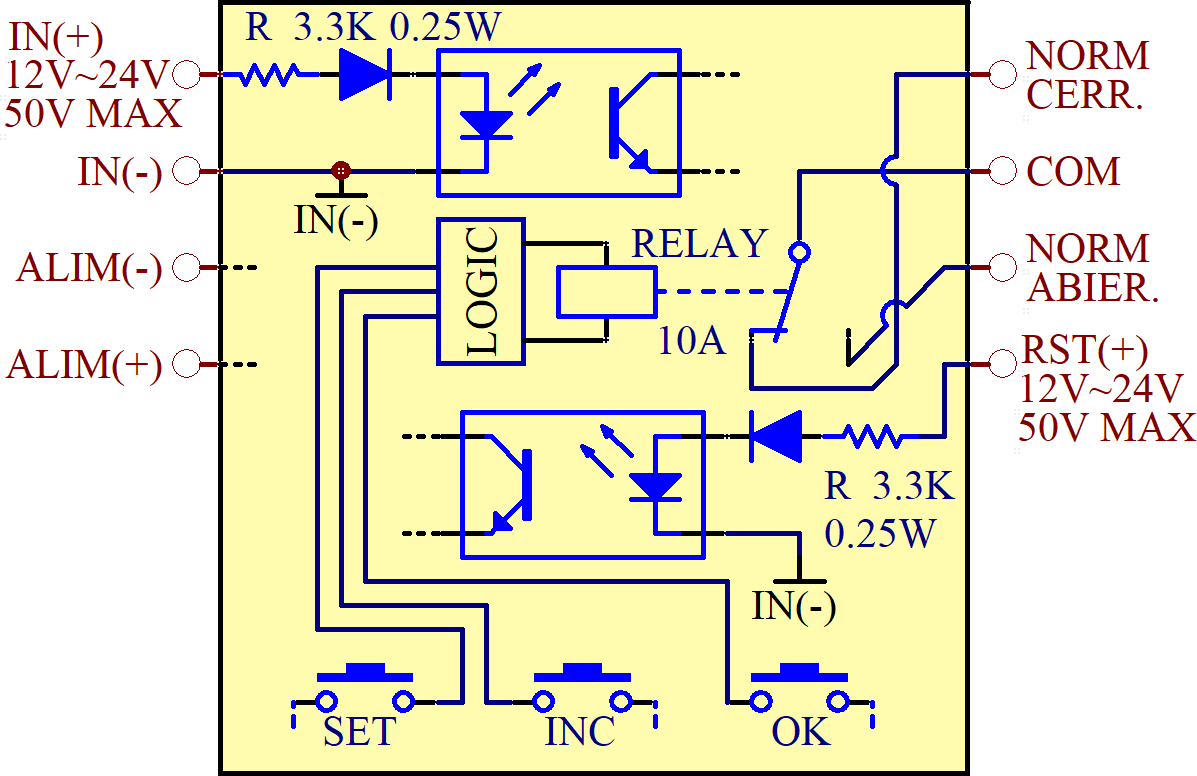 R 3.3K 0.25W
IN(+)
12V~24V
50V MAX
IN(-)
IN(-)
ALIM(-)
ALIM(+)
LOGIC
RELAY
10A
NORM
CERR.
COM
NORM
ABIER.
RST(+)
12V~24V
50V MAX
R 3.3K
0.25W
IN(-)
SET
INC
OK